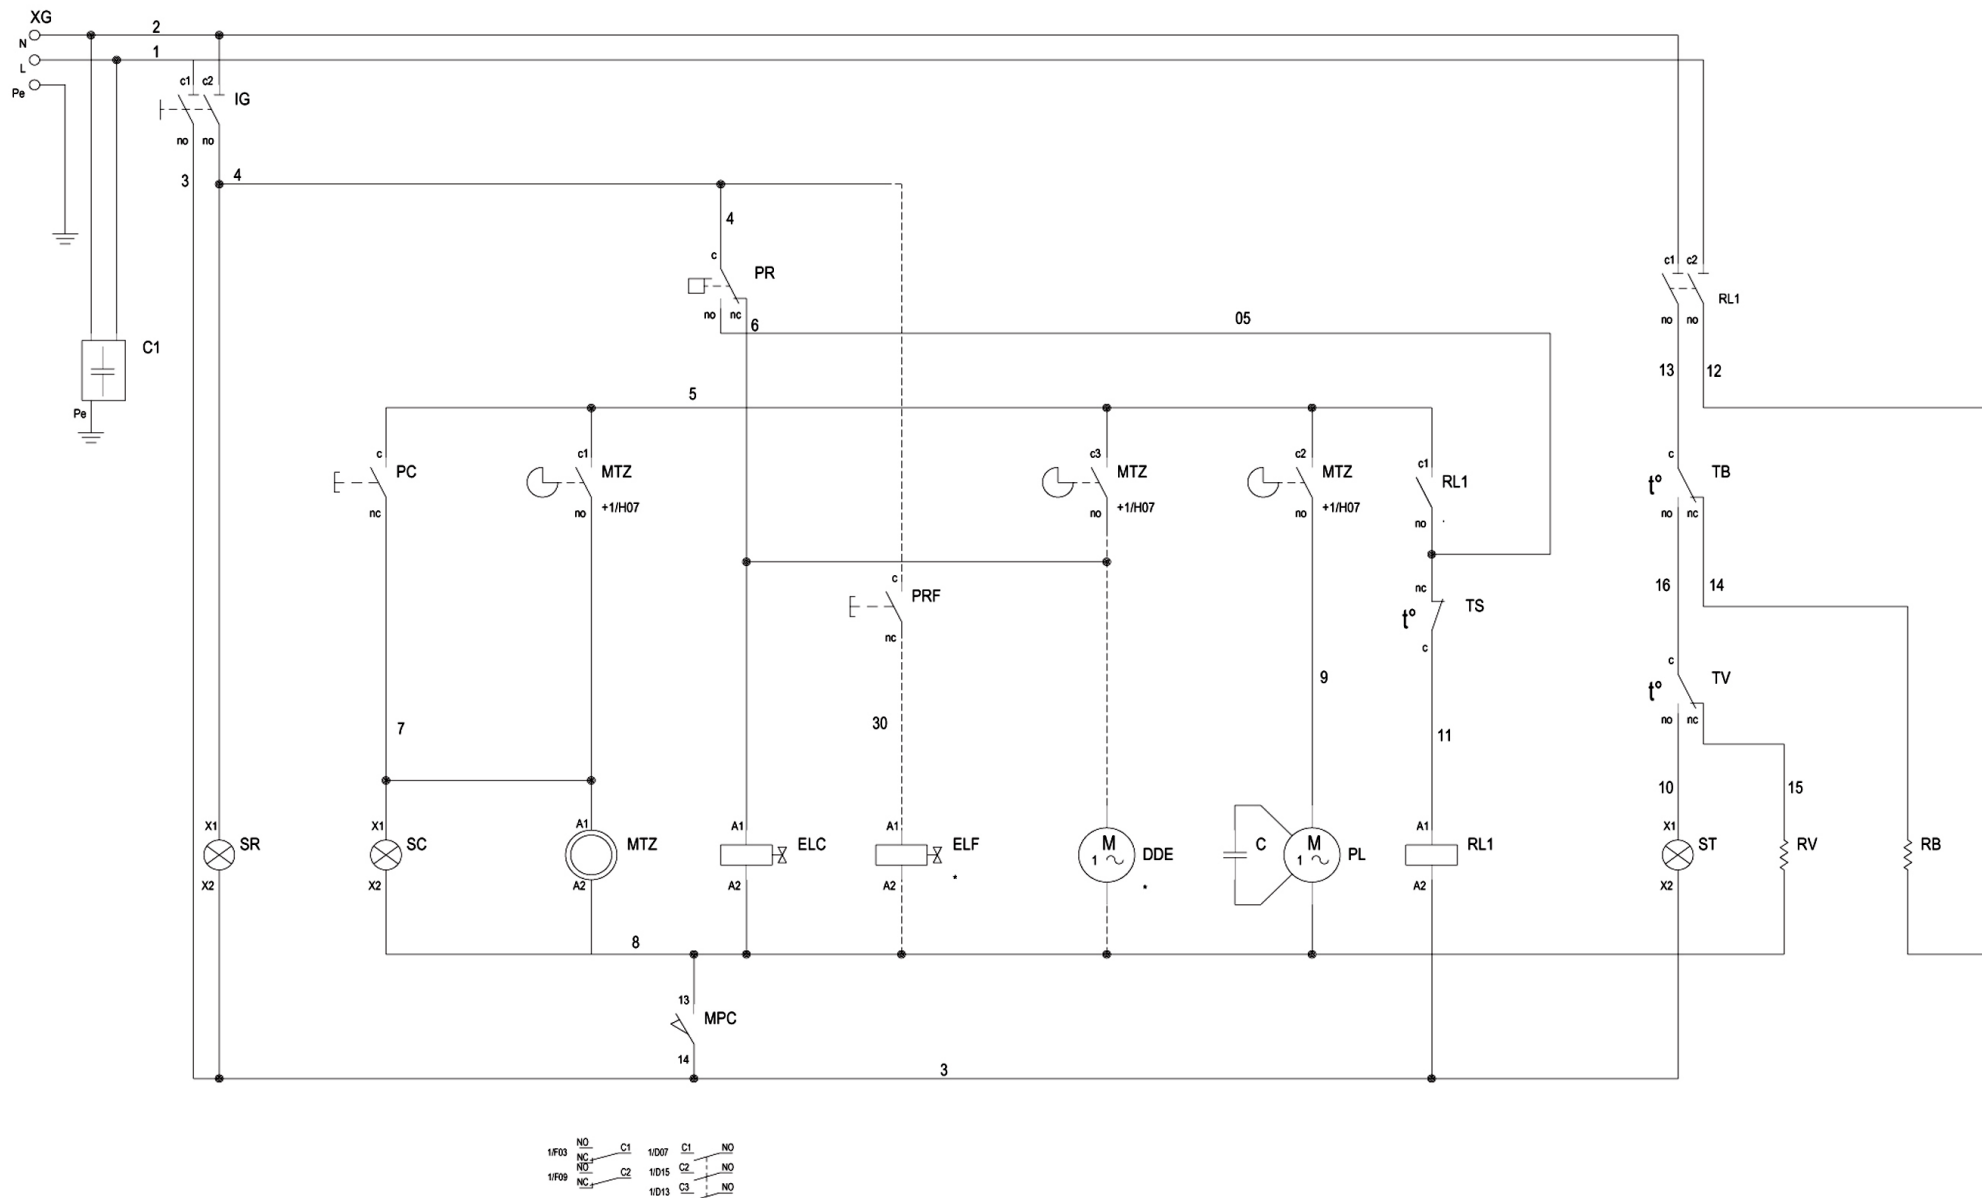 XG
N
2
L
1
Pe
c1 c2
IG
no no
3
4
4
c
PR
no nc
6
05
c1 c2
RL1
no no
13 12
C1
Pe
5
c
PC
nc
c1
MTZ
+1/H07
no
c3
MTZ
+1/H07
no
c2
MTZ
+1/H07
no
c1
RL1
no
c
TB
t°
no nc
c
PRF
nc
nc
TS
t°
c
16 14
c
TV
t°
no nc
7
30
9
11
10
15
X1
SR
X2
X1
SC
X2
A1
MTZ
A2
A1
ELC
A2
A1
ELF
A2
*
M
1
DDE
*
C
M
1
PL
A1
RL1
A2
X1
ST
X2
RV
RB
8
13
MPC
14
3
1/F03 NO C1
NC
1/F09 NO C2
NC
1/D07 C1 NO
1/D15 C2 NO
1/D13 C3 NO